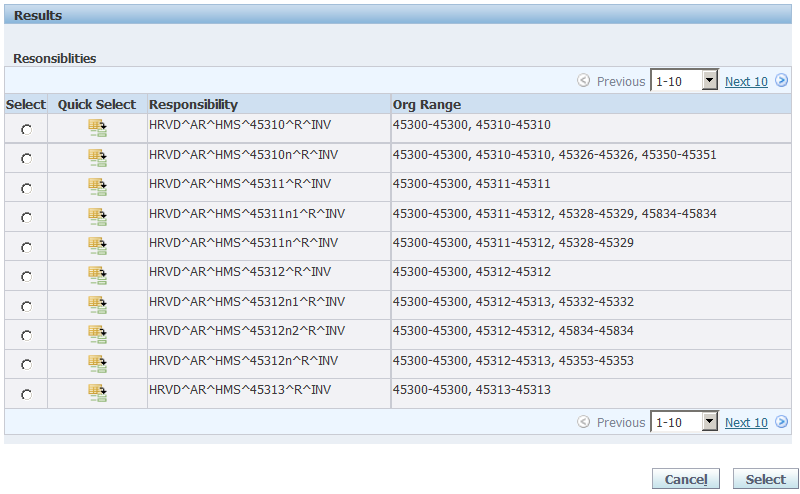 Results
Resonsiblities
Previous 1-10 Next 10
Select Quick Select Responsibility Org Range
HRVD^AR^HMS^45310^R^INV 45300-45300, 45310-45310
HRVD^AR^HMS^45310n^R^INV 45300-45300, 45310-45310, 45326-45326, 45350-45351
HRVD^AR^HMS^45311^R^INV 45300-45300, 45311-45311
HRVD^AR^HMS^45311n1^R^INV 45300-45300, 45311-45312, 45328-45329, 45834-45834
HRVD^AR^HMS^45311n^R^INV 45300-45300, 45311-45312, 45328-45329
HRVD^AR^HMS^45312^R^INV 45300-45300, 45312-45312
HRVD^AR^HMS^45312n1^R^INV 45300-45300, 45312-45313, 45332-45332
HRVD^AR^HMS^45312n2^R^INV 45300-45300, 45312-45312, 45834-45834
HRVD^AR^HMS^45312n^R^INV 45300-45300, 45312-45313, 45353-45353
HRVD^AR^HMS^45313^R^INV 45300-45300, 45313-45313
Previous 1-10 Next 10
Cancel Select